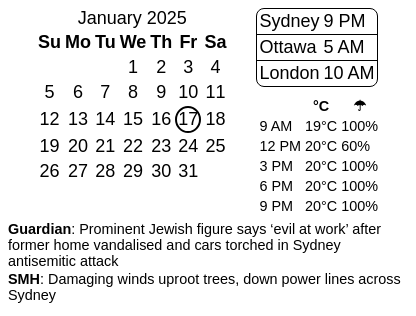 January 2025
Su Mo Tu We Th Fr Sa
1 2 3 4
5 6 7 8 9 10 11
12 13 14 15 16 17 18
19 20 21 22 23 24 25
26 27 28 29 30 31
Sydney 9 PM
Ottawa 5 AM
London 10 AM
°C ☂
9 AM 19°C 100%
12 PM 20°C 60%
3 PM 20°C 100%
6 PM 20°C 100%
9 PM 20°C 100%
Guardian: Prominent Jewish figure says ‘evil at work’ after
former home vandalised and cars torched in Sydney
antisemitic attack
SMH: Damaging winds uproot trees, down power lines across
Sydney